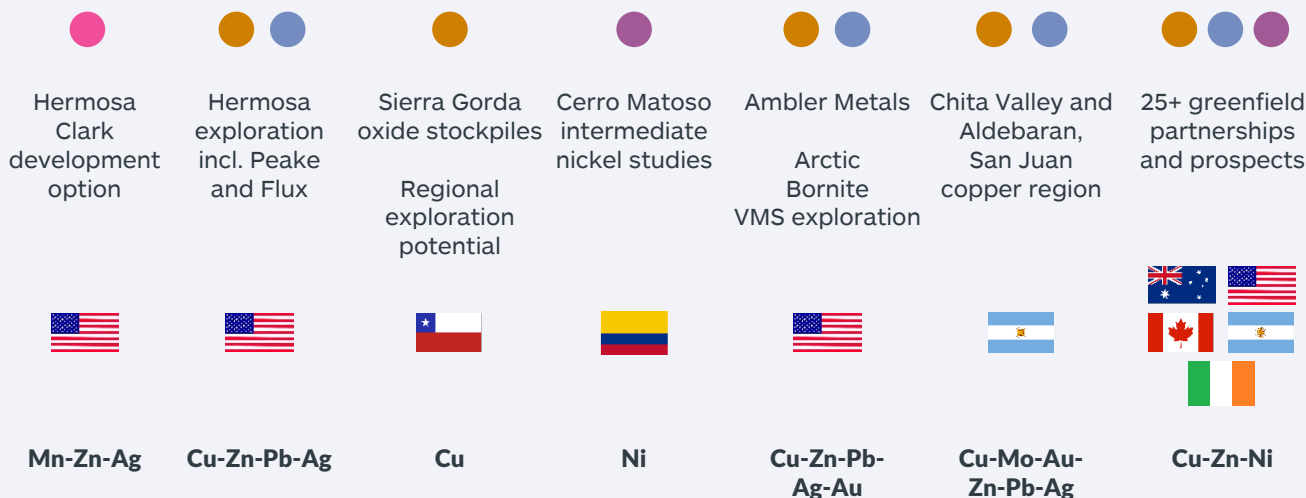 Hermosa
Clark
development
option
Hermosa
exploration
incl. Peake
and Flux
Sierra Gorda
oxide stockpiles
Regional
exploration
potential
Cerro Matoso
intermediate
nickel studies
Ambler Metals
Arctic
Bornite
VMS exploration
Chita Valley and
Aldebaran,
San Juan
copper region
25+ greenfield
partnerships
and prospects
Mn-Zn-Ag
Cu-Zn-Pb-Ag
Cu
Ni
Cu-Zn-Pb-
Ag-Au
Cu-Mo-Au-
Zn-Pb-Ag
Cu-Zn-Ni